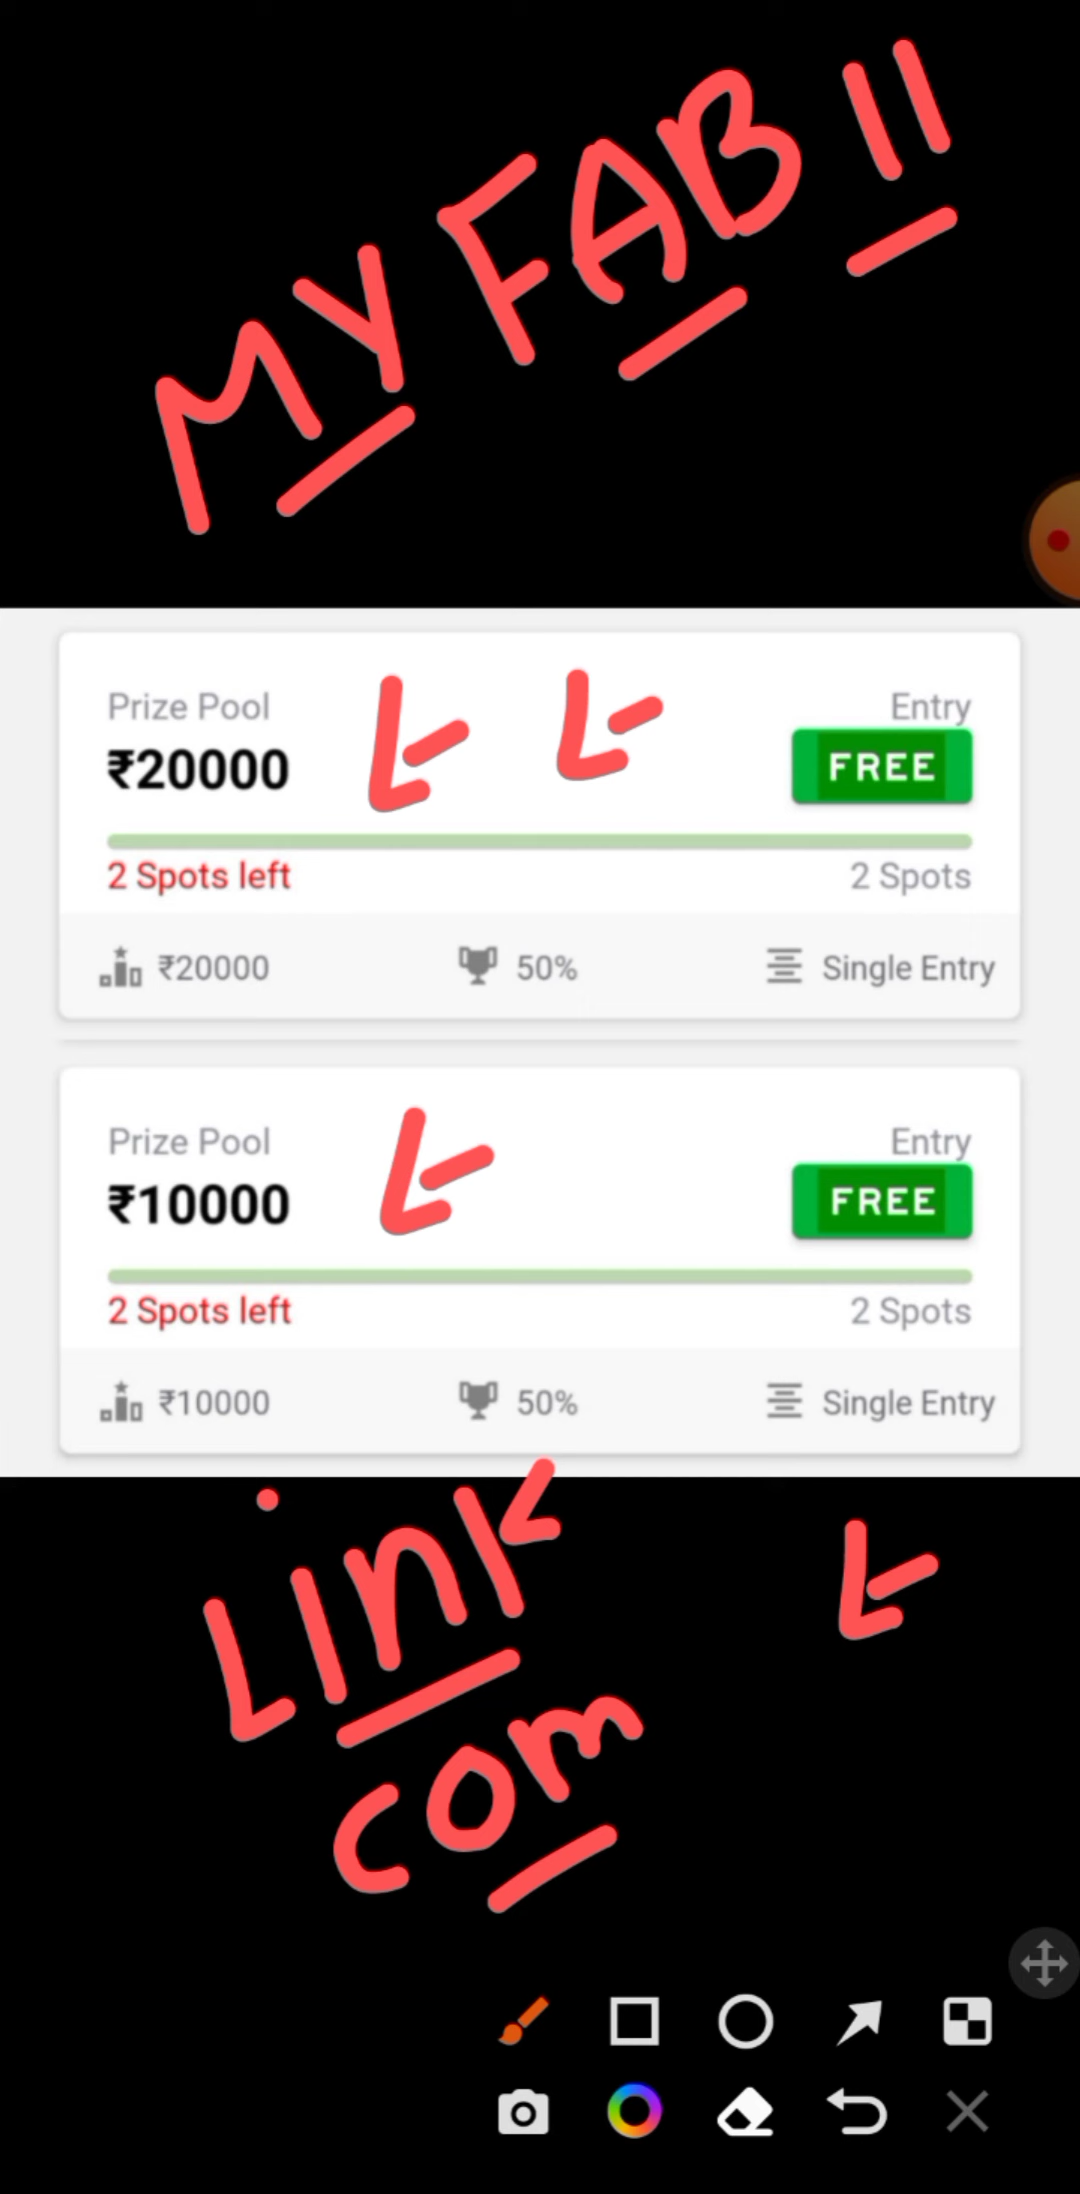 MY FAB !!
Prize Pool Entry
₹20000 FREE
2 Spots left 2 Spots
₹20000 50% Single Entry
Prize Pool Entry
₹10000 FREE
2 Spots left 2 Spots
₹10000 50% Single Entry
Link
com